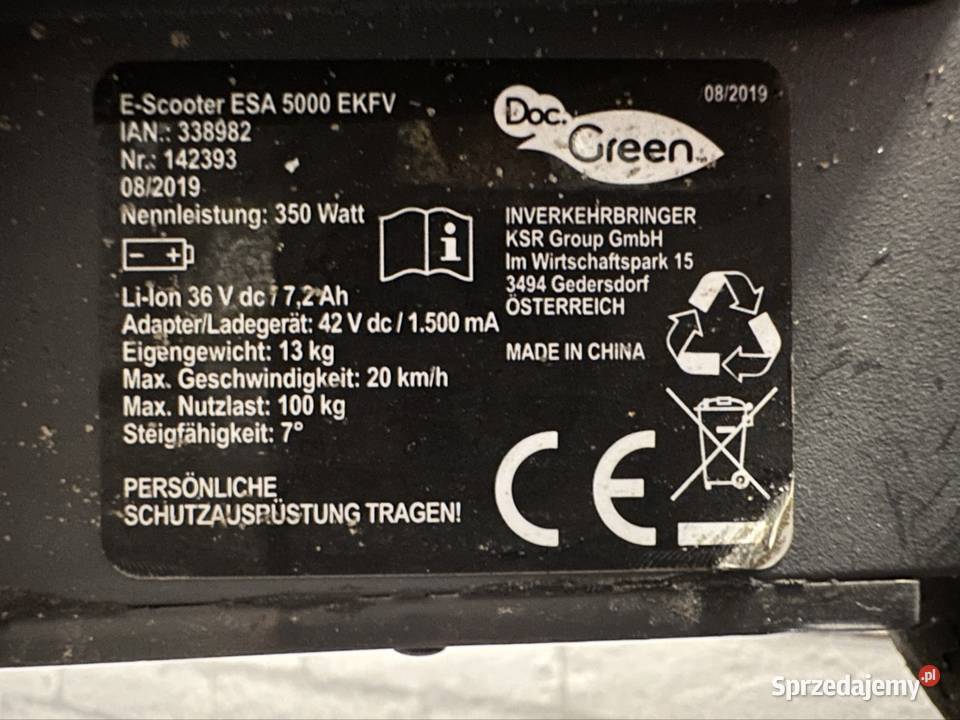 E-Scooter ESA 5000 EKFV
IAN.: 338982
Nr.: 142393
08/2019
Nennleistung: 350 Watt
Li-Ion 36 V dc / 7,2 Ah
Adapter/Ladegerät: 42 V dc / 1.500 mA
Eigengewicht: 13 kg
Max. Geschwindigkeit: 20 km/h
Max. Nutzlast: 100 kg
Steigfähigkeit: 7°
PERSÖNLICHE
SCHUTZAUSRÜSTUNG TRAGEN!
Doc.
Green
08/2019
INVERKEHRBRINGER
KSR Group GmbH
Im Wirtschaftspark 15
3494 Gedersdorf
ÖSTERREICH
MADE IN CHINA
CE
Sprzedajemy.pl